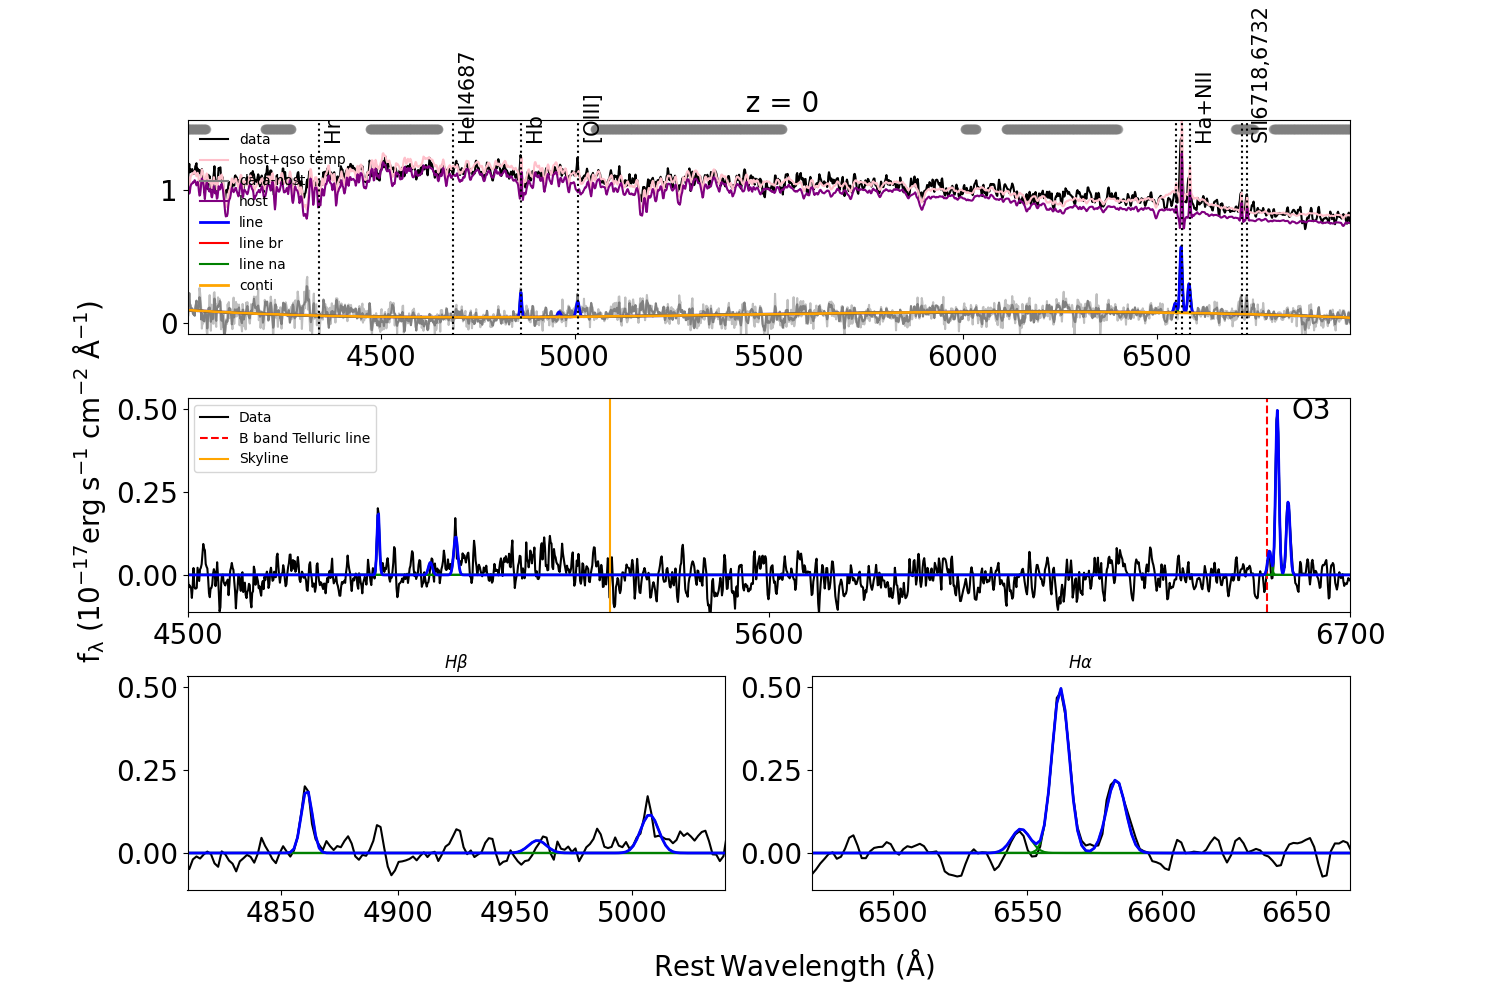 z = 0
Hr
HeII4687
Hb
[OIII]
Ha+NII
SII6718,6732
data
host+qso temp
data-host
host
line
line br
line na
conti
1
0
4500
5000
5500
6000
6500
f_λ (10^−17 erg s^−1 cm^−2 Å^−1)
0.50
0.25
0.00
Data
B band Telluric line
Skyline
O3
4500
5600
6700
Hβ
0.50
0.25
0.00
4850
4900
4950
5000
Hα
0.50
0.25
0.00
6500
6550
6600
6650
Rest Wavelength (Å)